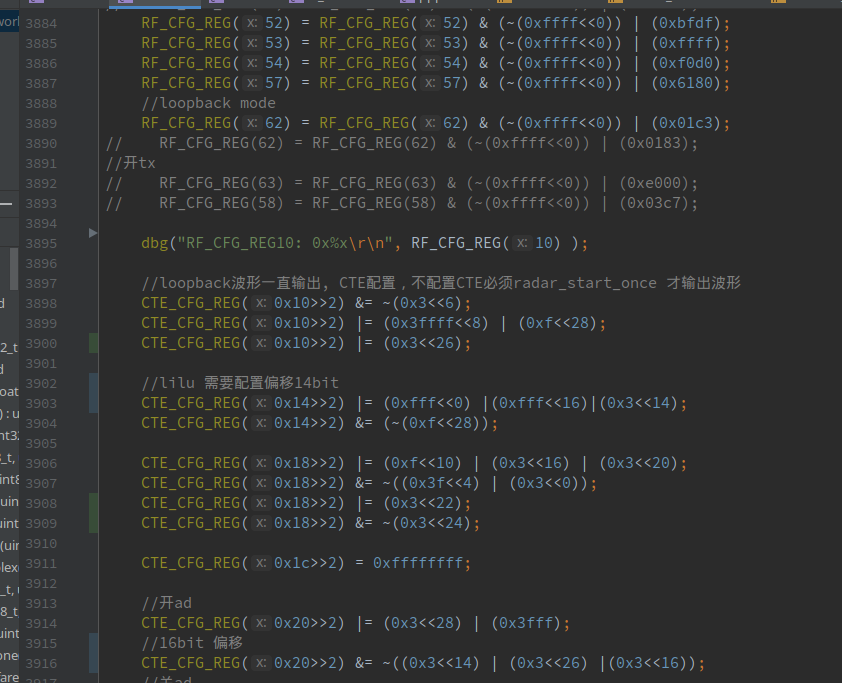 3884 RF_CFG_REG( x: 52) = RF_CFG_REG( x: 52) & (~(0xffff<<0)) | (0xbfdf);
3885 RF_CFG_REG( x: 53) = RF_CFG_REG( x: 53) & (~(0xffff<<0)) | (0xffff);
3886 RF_CFG_REG( x: 54) = RF_CFG_REG( x: 54) & (~(0xffff<<0)) | (0xf0d0);
3887 RF_CFG_REG( x: 57) = RF_CFG_REG( x: 57) & (~(0xffff<<0)) | (0x6180);
3888 //loopback mode
3889 RF_CFG_REG( x: 62) = RF_CFG_REG( x: 62) & (~(0xffff<<0)) | (0x01c3);
3890 // RF_CFG_REG(62) = RF_CFG_REG(62) & (~(0xffff<<0)) | (0x0183);
3891 //开tx
3892 // RF_CFG_REG(63) = RF_CFG_REG(63) & (~(0xffff<<0)) | (0xe000);
3893 // RF_CFG_REG(58) = RF_CFG_REG(58) & (~(0xffff<<0)) | (0x03c7);
3894
3895 dbg("RF_CFG_REG10: 0x%x\r\n", RF_CFG_REG( x: 10) );
3896
3897 //loopback波形一直输出, CTE配置，不配置CTE必须radar_start_once 才输出波形
3898 CTE_CFG_REG( x: 0x10>>2) &= ~(0x3<<6);
3899 CTE_CFG_REG( x: 0x10>>2) |= (0x3ffff<<8) | (0xf<<28);
3900 CTE_CFG_REG( x: 0x10>>2) |= (0x3<<26);
3901
3902 //lilu 需要配置偏移14bit
3903 CTE_CFG_REG( x: 0x14>>2) |= (0xfff<<0) |(0xfff<<16)|(0x3<<14);
3904 CTE_CFG_REG( x: 0x14>>2) &= (~(0xf<<28));
3905
3906 CTE_CFG_REG( x: 0x18>>2) |= (0xf<<10) | (0x3<<16) | (0x3<<20);
3907 CTE_CFG_REG( x: 0x18>>2) &= ~((0x3f<<4) | (0x3<<0));
3908 CTE_CFG_REG( x: 0x18>>2) |= (0x3<<22);
3909 CTE_CFG_REG( x: 0x18>>2) &= ~(0x3<<24);
3910
3911 CTE_CFG_REG( x: 0x1c>>2) = 0xffffffff;
3912
3913 //开ad
3914 CTE_CFG_REG( x: 0x20>>2) |= (0x3<<28) | (0x3fff);
3915 //16bit 偏移
3916 CTE_CFG_REG( x: 0x20>>2) &= ~((0x3<<14) | (0x3<<26) |(0x3<<16));